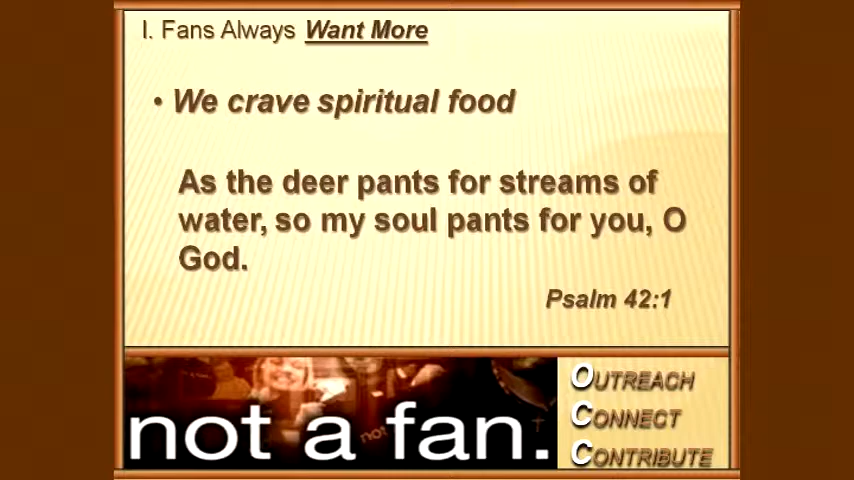 I. Fans Always Want More
• We crave spiritual food
As the deer pants for streams of
water, so my soul pants for you, O
God.
Psalm 42:1
not
not a fan.
OUTREACH
CONNECT
CONTRIBUTE